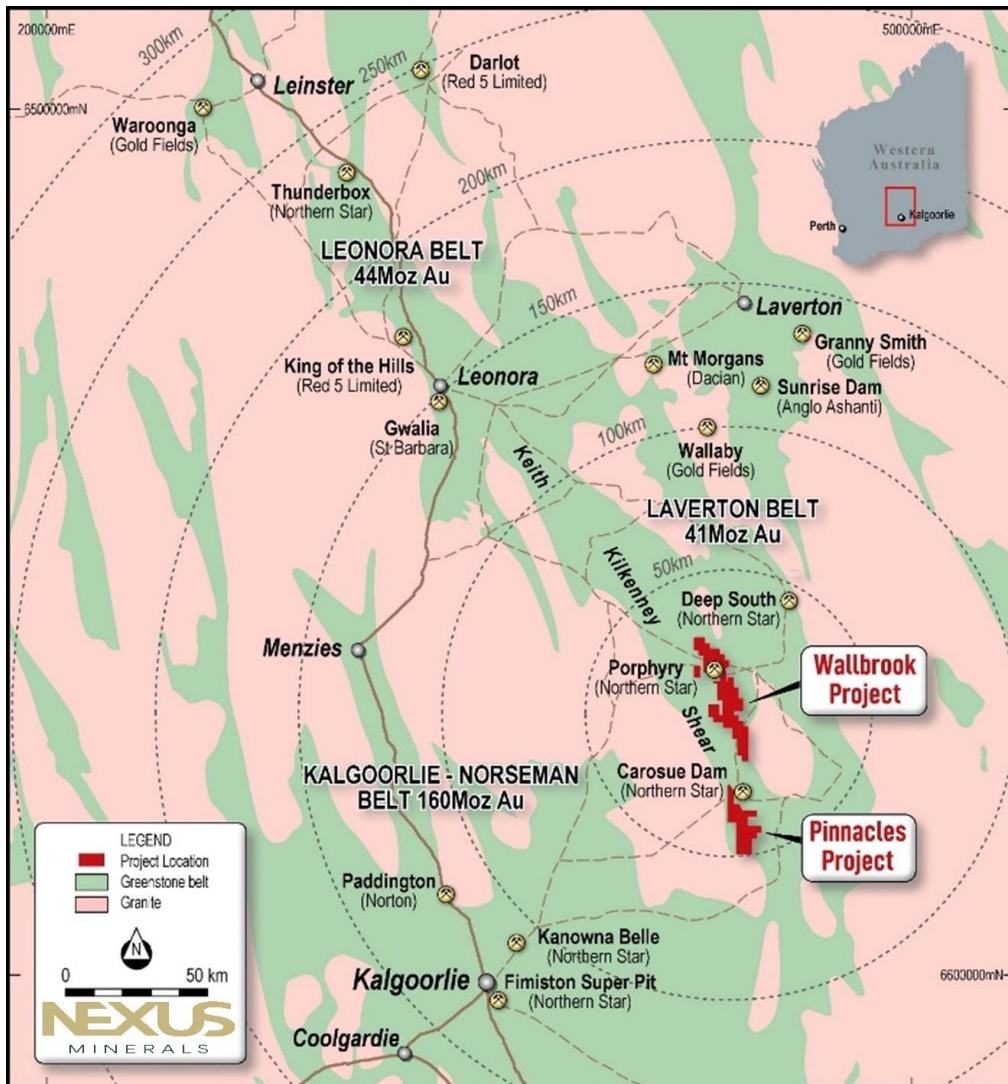 200000mE
500000mE
300km
250km
Darlot
(Red 5 Limited)
Leinster
6500000mN
Waroonga
(Gold Fields)
Western
Australia
Kalgoorlie
Perth
200km
Thunderbox
(Northern Star)
LEONORA BELT
44Moz Au
150km
Laverton
Granny Smith
(Gold Fields)
King of the Hills
(Red 5 Limited)
Mt Morgans
(Dacian)
Leonora
Sunrise Dam
(Anglo Ashanti)
Gwalia
(St Barbara)
100km
Wallaby
(Gold Fields)
Keith
LAVERTON BELT
41Moz Au
Kilkenney
50km
Deep South
(Northern Star)
Menzies
Porphyry
(Northern Star)
Wallbrook
Project
Shear
KALGOORLIE - NORSEMAN
BELT 160Moz Au
Carosue Dam
(Northern Star)
Pinnacles
Project
LEGEND
Project Location
Greenstone belt
Granite
N
0 50 km
NEXUS
MINERALS
Paddington
(Norton)
Kanowna Belle
(Northern Star)
6600000mN
Kalgoorlie
Fimiston Super Pit
(Northern Star)
Coolgardie